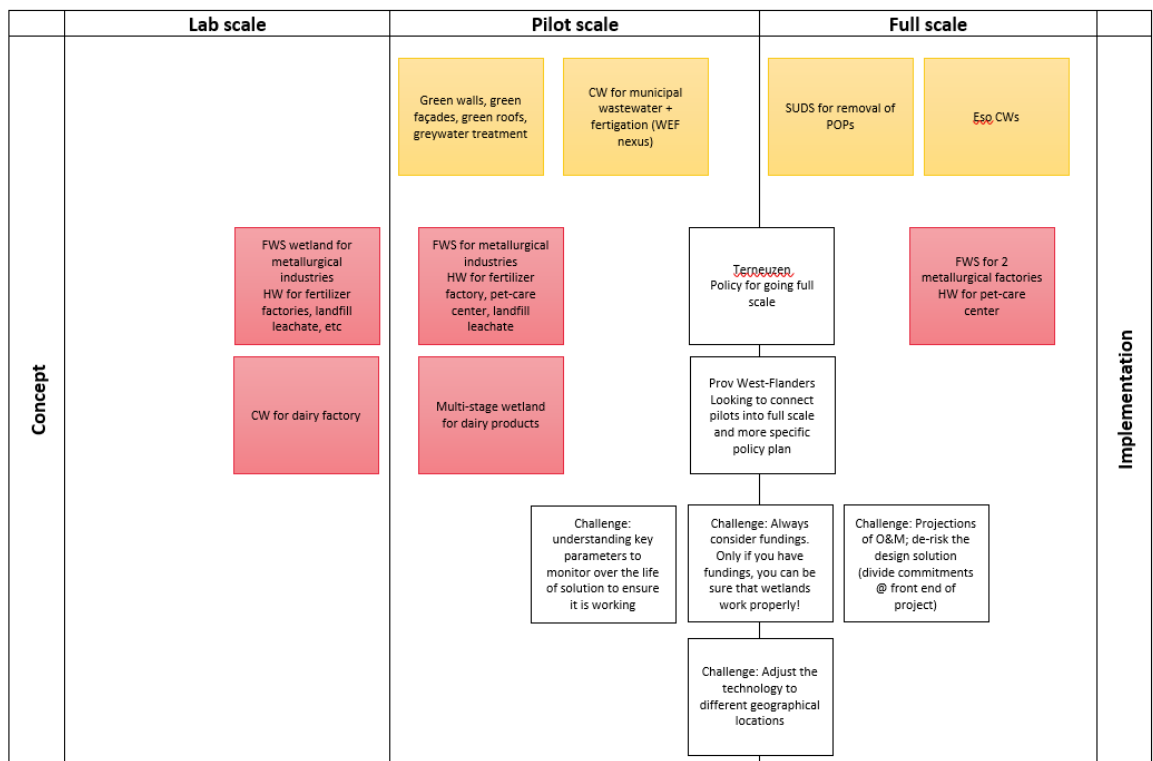 Lab scale
Pilot scale
Full scale
Concept
Implementation
Green walls, green
façades, green roofs,
greywater treatment
CW for municipal
wastewater +
fertigation (WEF
nexus)
SUDS for removal of
POPs
Eso CWs
FWS wetland for
metallurgical
industries
HW for fertilizer
factories, landfill
leachate, etc
FWS for metallurgical
industries
HW for fertilizer
factory, pet-care
center, landfill
leachate
Terneuzen
Policy for going full
scale
FWS for 2
metallurgical factories
HW for pet-care
center
CW for dairy factory
Multi-stage wetland
for dairy products
Prov West-Flanders
Looking to connect
pilots into full scale
and more specific
policy plan
Challenge:
understanding key
parameters to
monitor over the life
of solution to ensure
it is working
Challenge: Always
consider fundings.
Only if you have
fundings, you can be
sure that wetlands
work properly!
Challenge: Projections
of O&M; de-risk the
design solution
(divide commitments
@ front end of
project)
Challenge: Adjust the
technology to
different geographical
locations